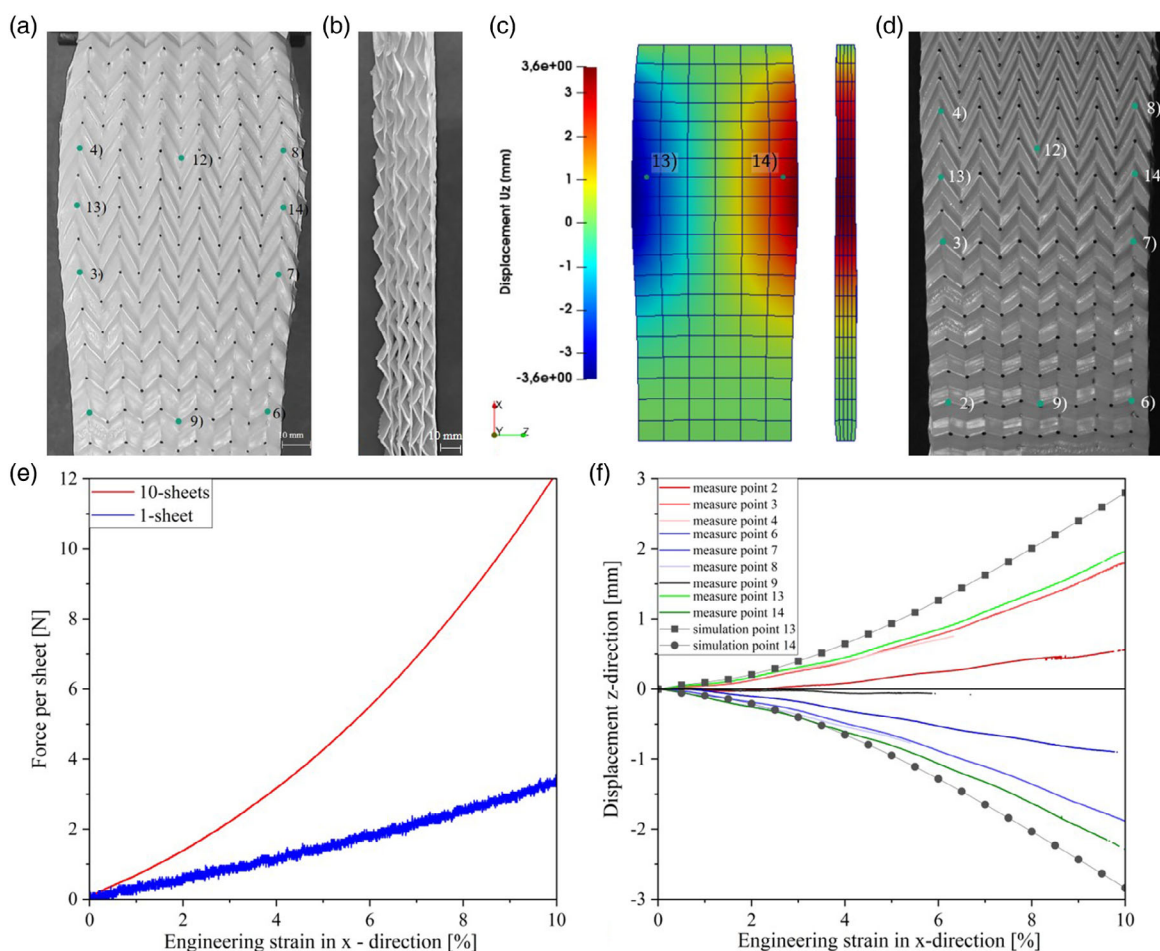 (a)
4)
8)
12)
13)
14)
3)
7)
6)
9)
10 mm
(b)
10 mm
(c)
3,6e+00
3
2
1
0
-1
-2
-3
-3,6e+00
Displacement Uz (mm)
X
Y
Z
13)
14)
(d)
4)
8)
12)
13)
14)
3)
7)
2)
9)
6)
(e)
10-sheets
1-sheet
12
10
8
6
4
2
0
Force per sheet [N]
0
2
4
6
8
10
Engineering strain in x - direction [%]
(f)
measure point 2
measure point 3
measure point 4
measure point 6
measure point 7
measure point 8
measure point 9
measure point 13
measure point 14
simulation point 13
simulation point 14
3
2
1
0
-1
-2
-3
Displacement z-direction [mm]
0
2
4
6
8
10
Engineering strain in x-direction [%]